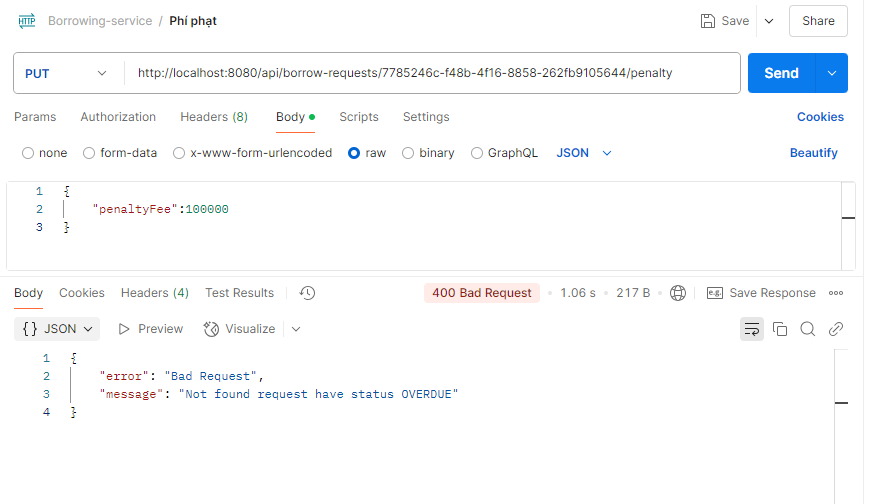 HTTP Borrowing-service / Phí phạt Save Share
PUT http://localhost:8080/api/borrow-requests/7785246c-f48b-4f16-8858-262fb9105644/penalty Send
Params Authorization Headers (8) Body Scripts Settings Cookies
none form-data x-www-form-urlencoded raw binary GraphQL JSON Beautify
1 {
2 "penaltyFee":100000
3 }
Body Cookies Headers (4) Test Results 400 Bad Request • 1.06 s • 217 B • e.g. Save Response
{} JSON Preview Visualize
1 {
2 "error": "Bad Request",
3 "message": "Not found request have status OVERDUE"
4 }